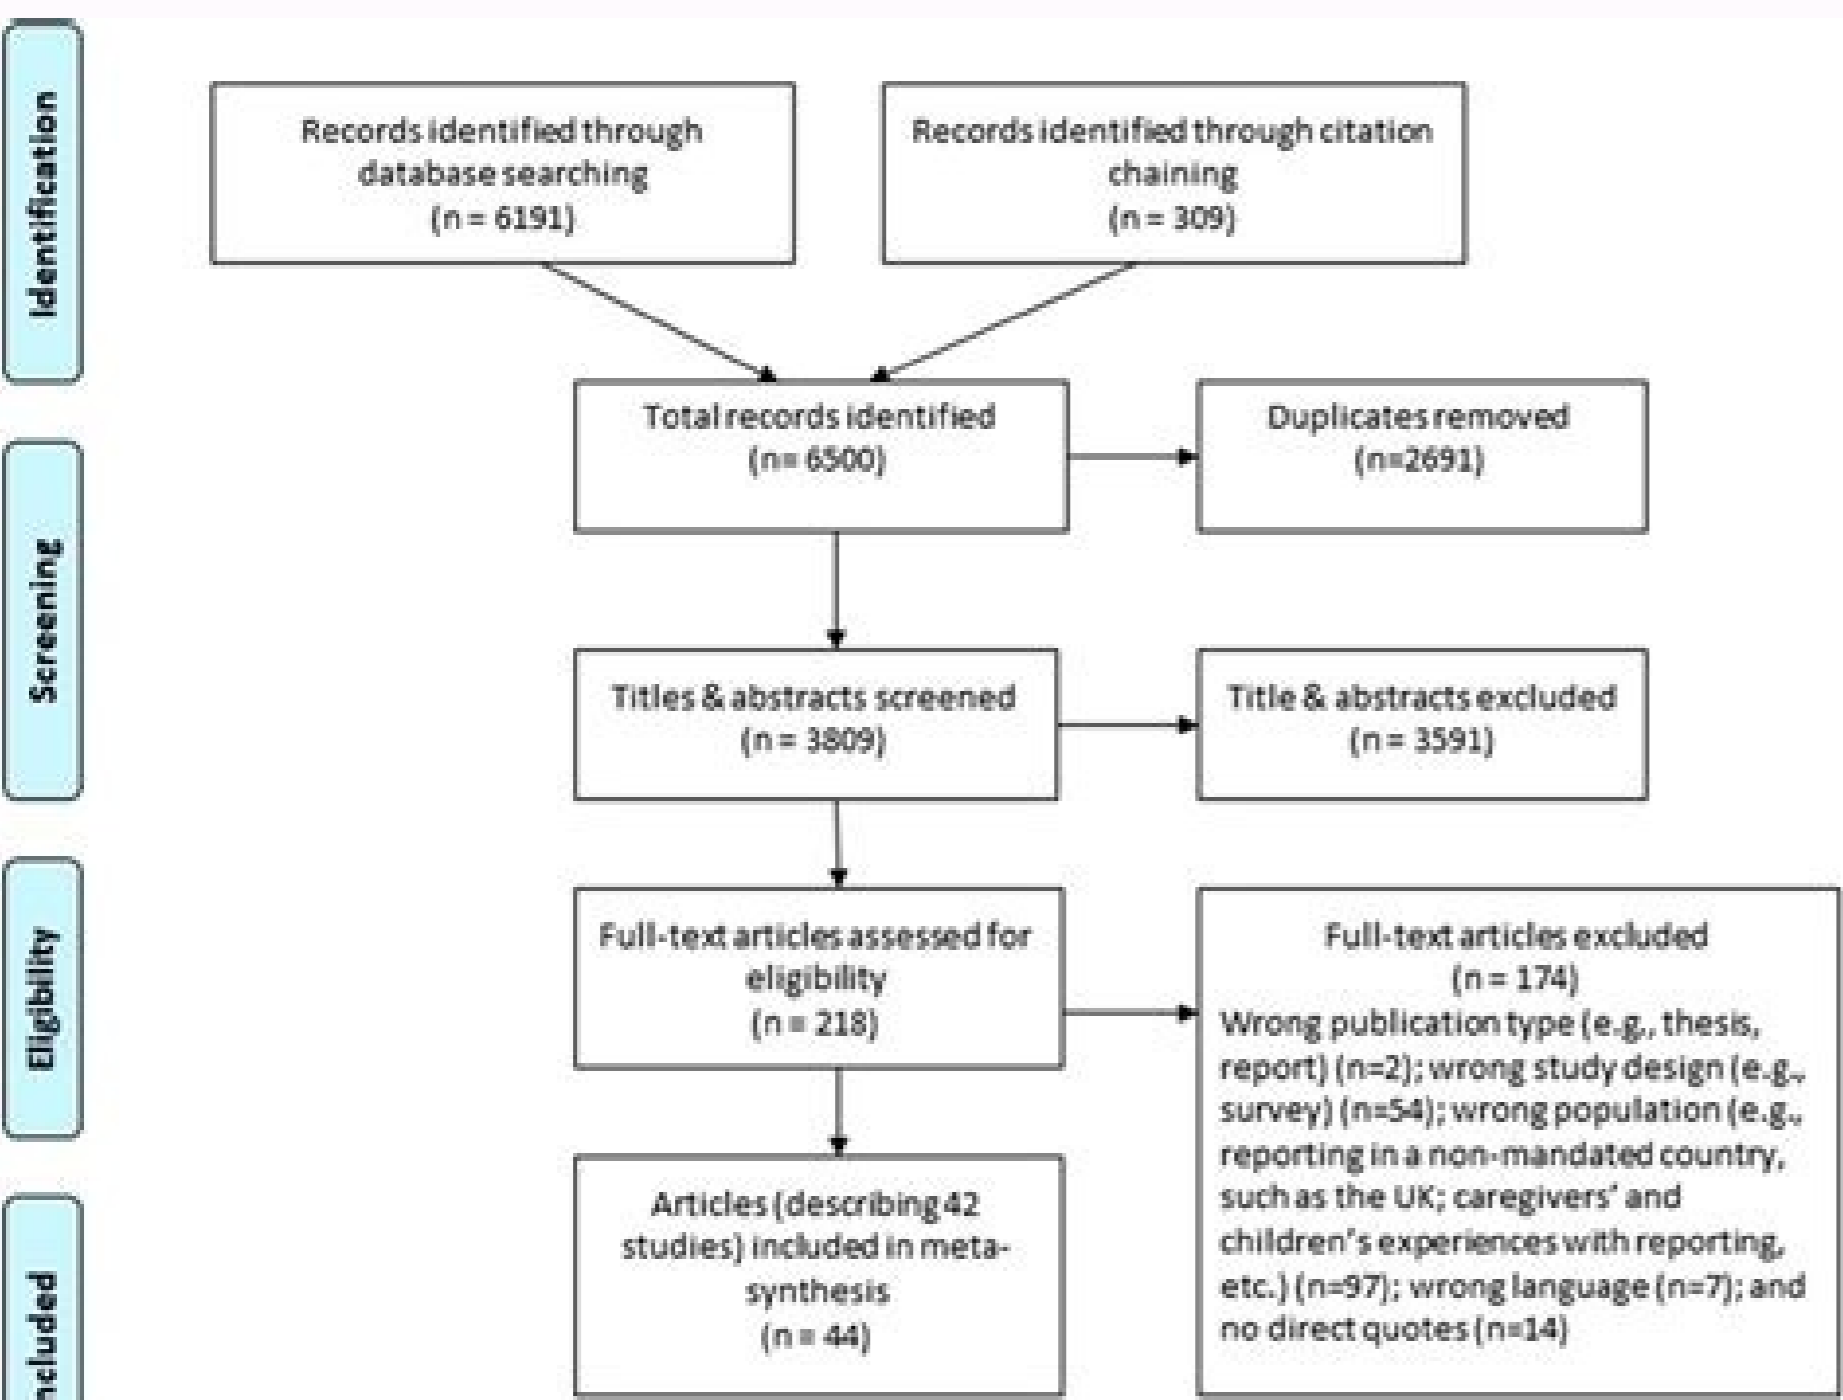 Identification
Records identified through
database searching
(n = 6191)
Records identified through citation
chaining
(n = 309)
Total records identified
(n= 6500)
Duplicates removed
(n=2691)
Screening
Titles & abstracts screened
(n = 3809)
Title & abstracts excluded
(n = 3591)
Eligibility
Full-text articles assessed for
eligibility
(n = 218)
Full-text articles excluded
(n = 174)
Wrong publication type (e.g., thesis,
report) (n=2); wrong study design (e.g.,
survey) (n=54); wrong population (e.g.,
reporting in a non-mandated country,
such as the UK; caregivers' and
children's experiences with reporting,
etc.) (n=97); wrong language (n=7); and
no direct quotes (n=14)
ncluded
Articles (describing 42
studies) included in meta-
synthesis
(n = 44)